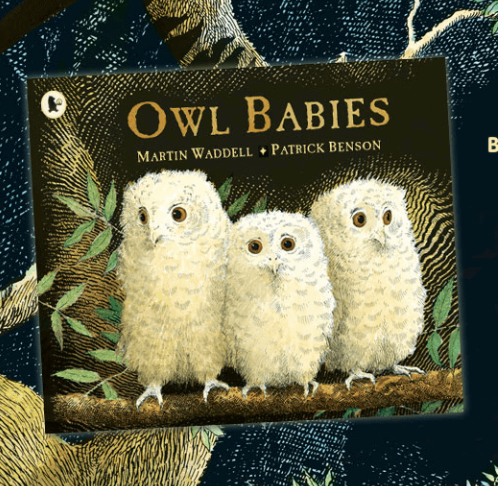 OWL BABIES
MARTIN WADDELL ✦ PATRICK BENSON
B